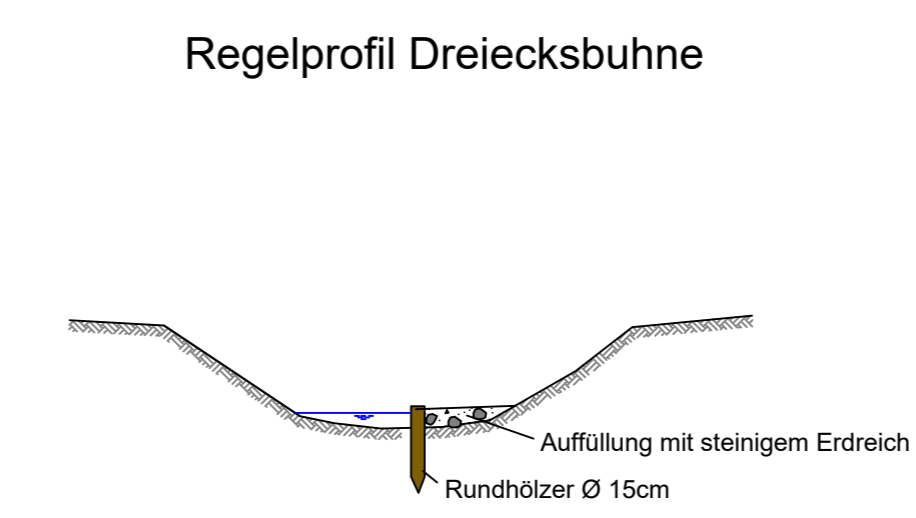 Regelprofil Dreiecksbuhne
Auffüllung mit steinigem Erdreich
Rundhölzer Ø 15cm